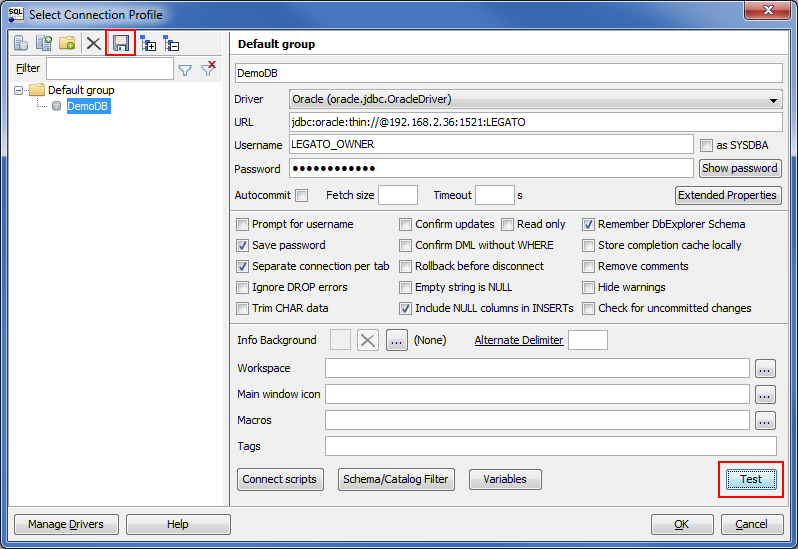 Select Connection Profile
Filter
Default group
DemoDB
Default group
DemoDB
Driver Oracle (oracle.jdbc.OracleDriver)
URL jdbc:oracle:thin://@192.168.2.36:1521:LEGATO
Username LEGATO_OWNER as SYSDBA
Password •••••••••••• Show password
Autocommit Fetch size Timeout s Extended Properties
Prompt for username Confirm updates Read only Remember DbExplorer Schema
Save password Confirm DML without WHERE Store completion cache locally
Separate connection per tab Rollback before disconnect Remove comments
Ignore DROP errors Empty string is NULL Hide warnings
Trim CHAR data Include NULL columns in INSERTs Check for uncommitted changes
Info Background ... (None) Alternate Delimiter
Workspace ...
Main window icon ...
Macros ...
Tags
Connect scripts Schema/Catalog Filter Variables Test
Manage Drivers Help OK Cancel